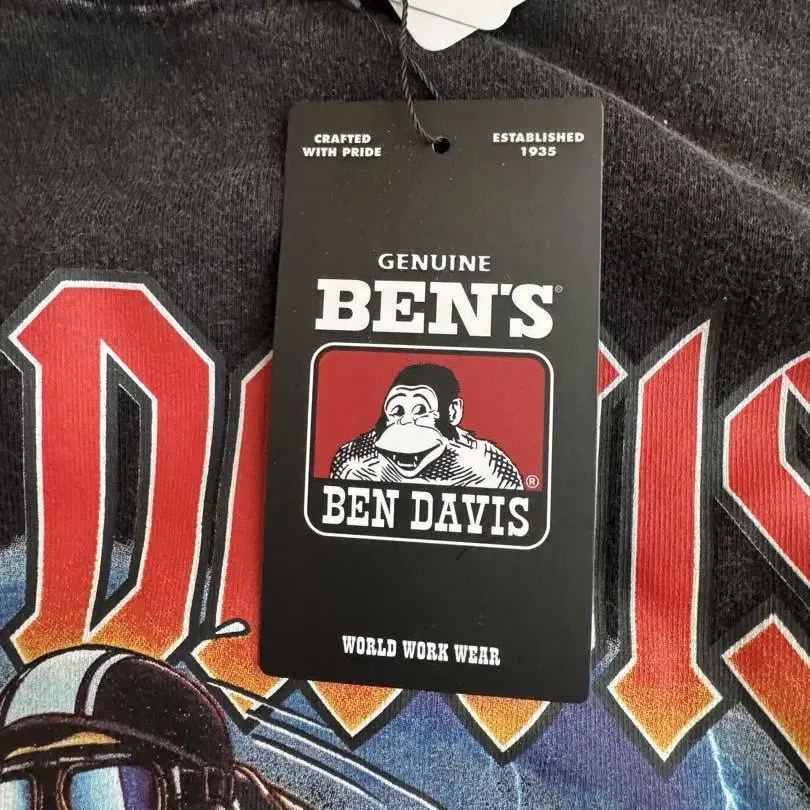 CRAFTED
WITH PRIDE
ESTABLISHED
1935
GENUINE
BEN'S®
BEN DAVIS®
WORLD WORK WEAR